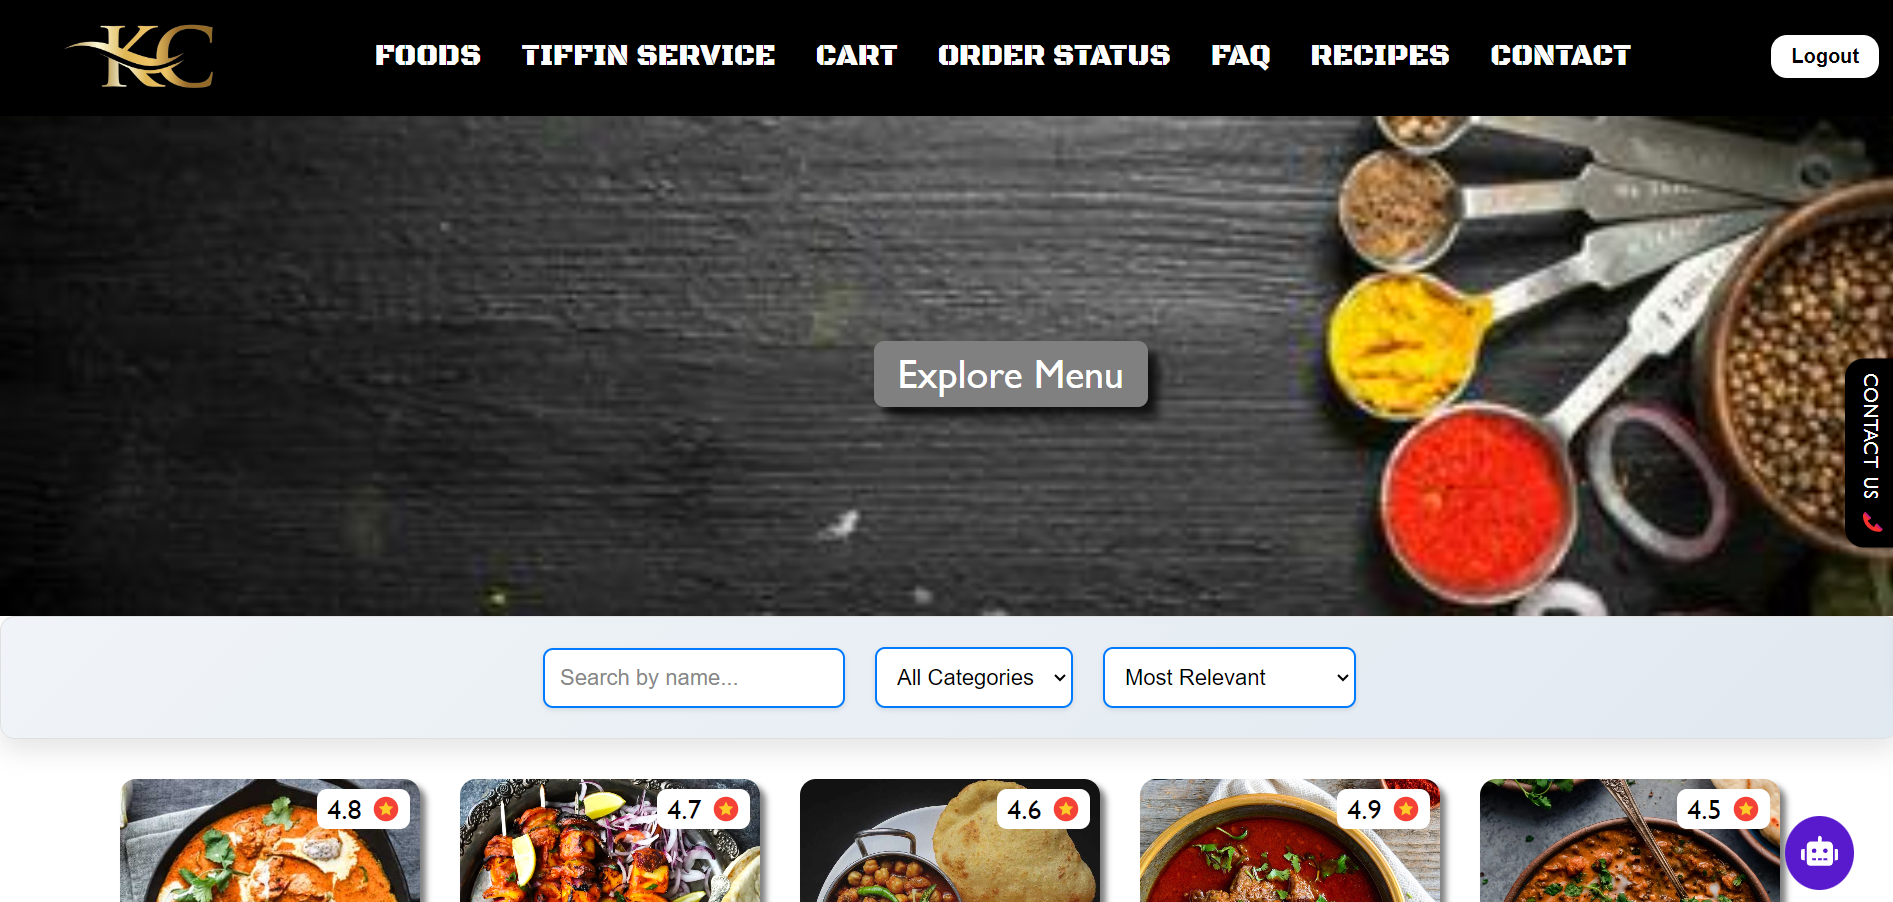 KC
FOODS TIFFIN SERVICE CART ORDER STATUS FAQ RECIPES CONTACT
Logout
Explore Menu
CONTACT US
Search by name...
All Categories
Most Relevant
4.8
4.7
4.6
4.9
4.5